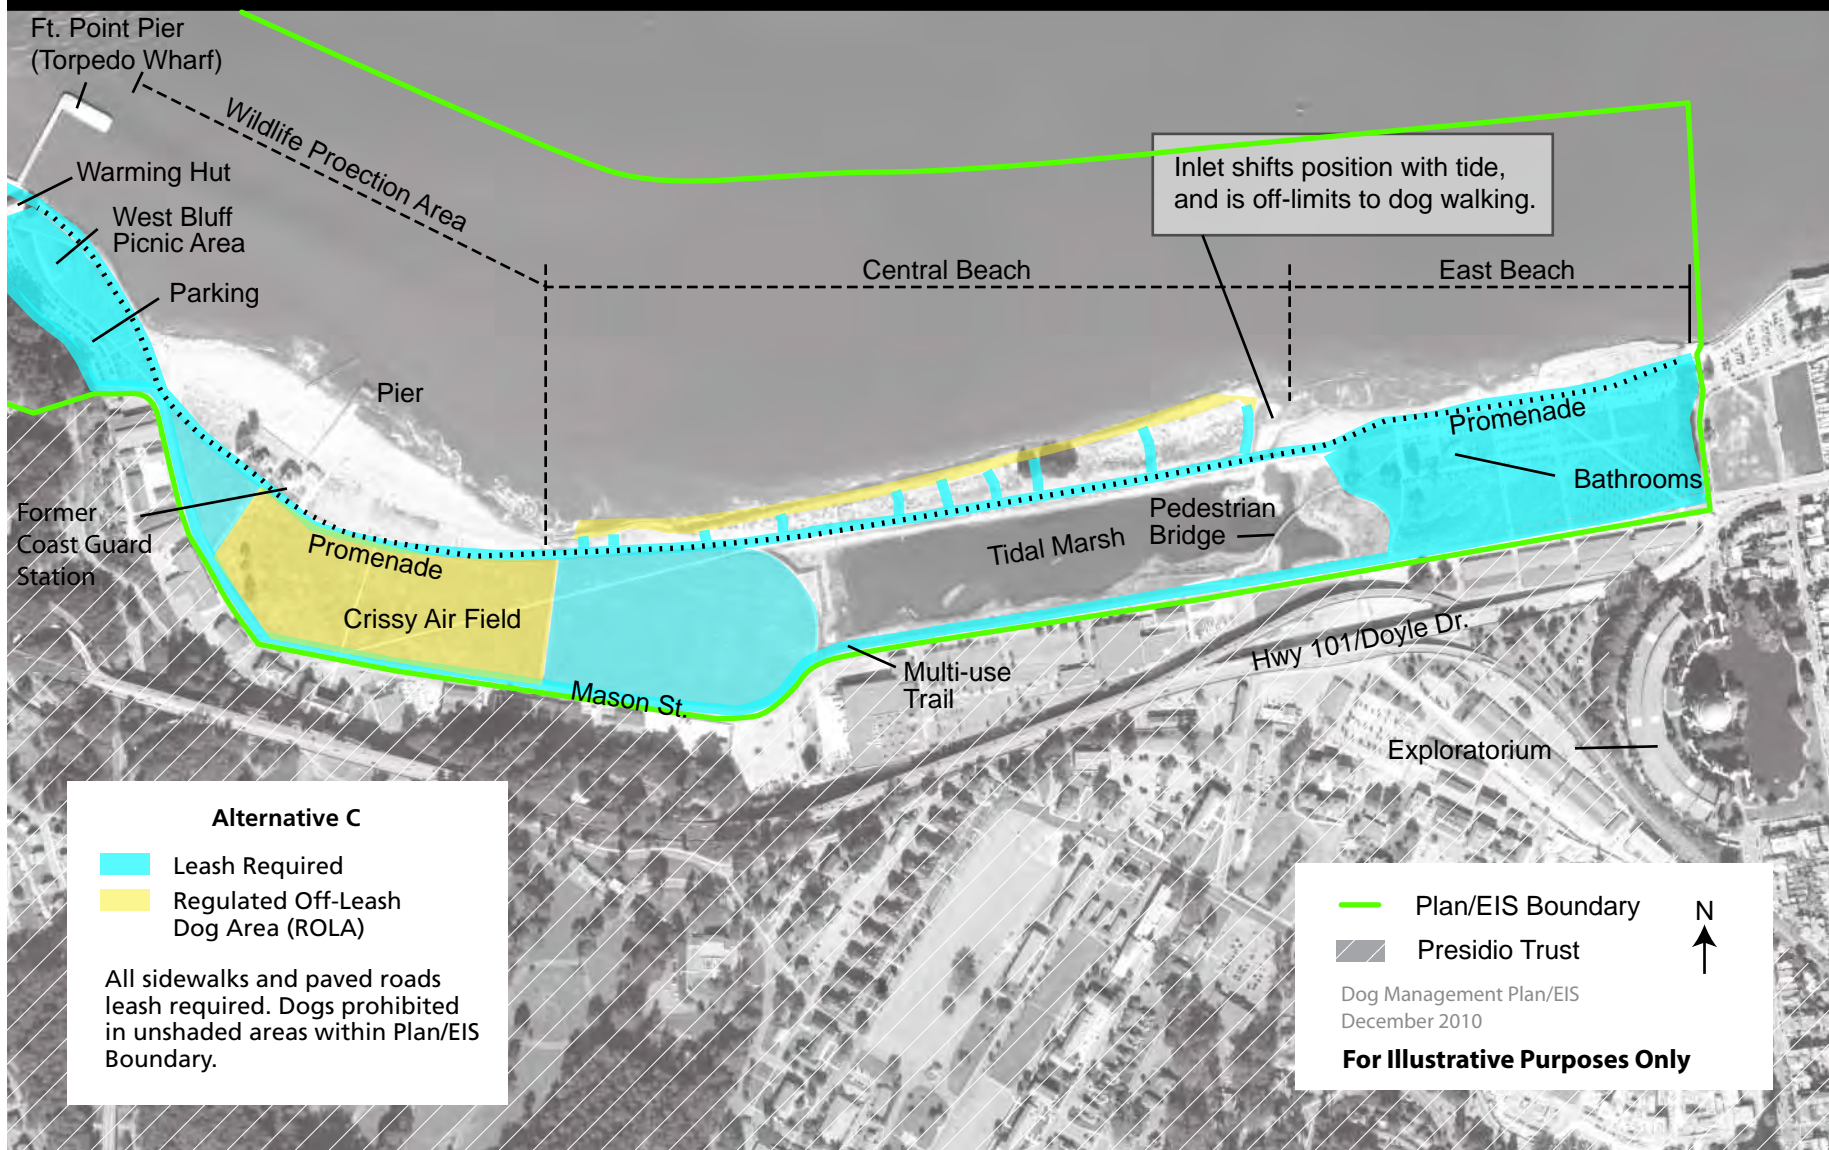 Ft. Point Pier
(Torpedo Wharf)
Wildlife Proection Area
Warming Hut
West Bluff
Picnic Area
Parking
Pier
Inlet shifts position with tide,
and is off-limits to dog walking.
Central Beach
East Beach
Promenade
Bathrooms
Former
Coast Guard
Station
Promenade
Crissy Air Field
Tidal Marsh
Pedestrian
Bridge
Mason St.
Multi-use
Trail
Hwy 101/Doyle Dr.
Exploratorium
Alternative C
Leash Required
Regulated Off-Leash
Dog Area (ROLA)
All sidewalks and paved roads
leash required. Dogs prohibited
in unshaded areas within Plan/EIS
Boundary.
Plan/EIS Boundary
N
Presidio Trust
Dog Management Plan/EIS
December 2010
For Illustrative Purposes Only